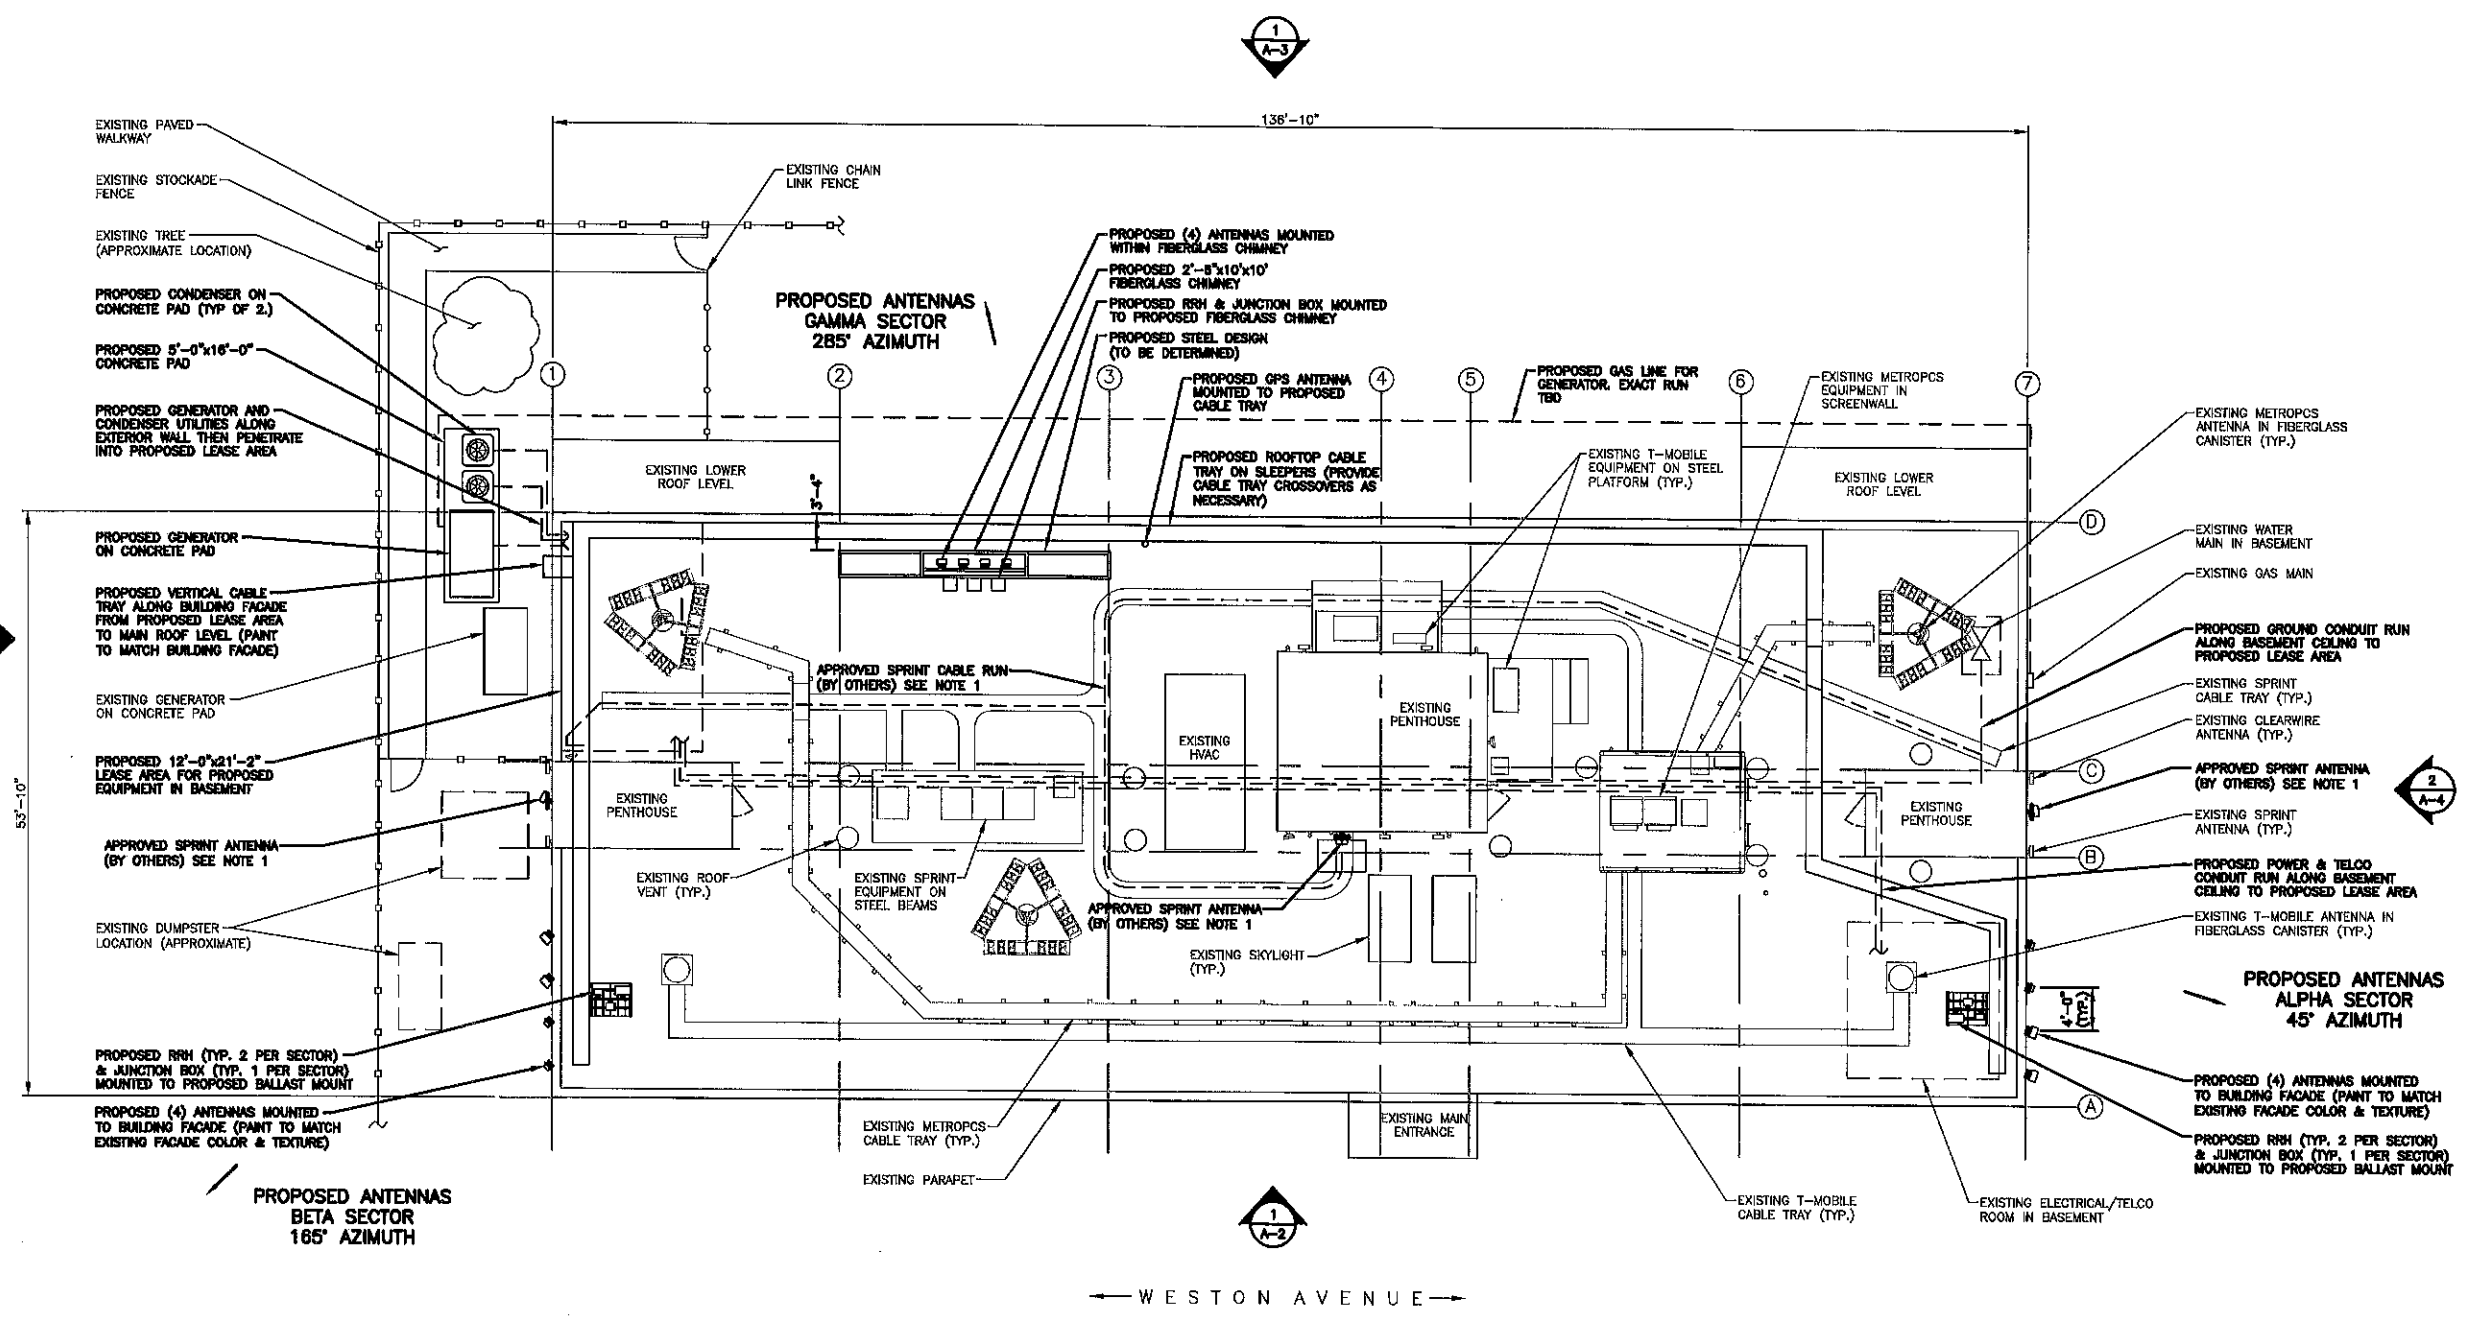 1
A-3
136'-10"
EXISTING PAVED
WALKWAY
EXISTING STOCKADE
FENCE
EXISTING TREE
(APPROXIMATE LOCATION)
PROPOSED CONDENSER ON
CONCRETE PAD (TYP OF 2.)
PROPOSED 5'-0"x16'-0"
CONCRETE PAD
PROPOSED GENERATOR AND
CONDENSER UTILITIES ALONG
EXTERIOR WALL THEN PENETRATE
INTO PROPOSED LEASE AREA
53'-10"
PROPOSED GENERATOR
ON CONCRETE PAD
PROPOSED VERTICAL CABLE
TRAY ALONG BUILDING FACADE
FROM PROPOSED LEASE AREA
TO MAIN ROOF LEVEL (PAINT
TO MATCH BUILDING FACADE)
EXISTING GENERATOR
ON CONCRETE PAD
PROPOSED 12'-0"x21'-2"
LEASE AREA FOR PROPOSED
EQUIPMENT IN BASEMENT
APPROVED SPRINT ANTENNA
(BY OTHERS) SEE NOTE 1
EXISTING DUMPSTER
LOCATION (APPROXIMATE)
PROPOSED RRH (TYP. 2 PER SECTOR)
& JUNCTION BOX (TYP. 1 PER SECTOR)
MOUNTED TO PROPOSED BALLAST MOUNT
PROPOSED (4) ANTENNAS MOUNTED
TO BUILDING FACADE (PAINT TO MATCH
EXISTING FACADE COLOR & TEXTURE)
PROPOSED ANTENNAS
BETA SECTOR
165° AZIMUTH
EXISTING CHAIN
LINK FENCE
PROPOSED ANTENNAS
GAMMA SECTOR
285° AZIMUTH
PROPOSED (4) ANTENNAS MOUNTED
WITHIN FIBERGLASS CHIMNEY
PROPOSED 2'-8"x10'x10'
FIBERGLASS CHIMNEY
PROPOSED RRH & JUNCTION BOX MOUNTED
TO PROPOSED FIBERGLASS CHIMNEY
PROPOSED STEEL DESIGN
(TO BE DETERMINED)
1
2
3
4
5
6
7
PROPOSED GPS ANTENNA
MOUNTED TO PROPOSED
CABLE TRAY
PROPOSED GAS LINE FOR
GENERATOR. EXACT RUN
TBD
EXISTING METROPCS
EQUIPMENT IN
SCREENWALL
EXISTING METROPCS
ANTENNA IN FIBERGLASS
CANISTER (TYP.)
EXISTING LOWER
ROOF LEVEL
3'-4"
PROPOSED ROOFTOP CABLE
TRAY ON SLEEPERS (PROVIDE
CABLE TRAY CROSSOVERS AS
NECESSARY)
EXISTING T-MOBILE
EQUIPMENT ON STEEL
PLATFORM (TYP.)
EXISTING LOWER
ROOF LEVEL
D
EXISTING WATER
MAIN IN BASEMENT
EXISTING GAS MAIN
PROPOSED GROUND CONDUIT RUN
ALONG BASEMENT CEILING TO
PROPOSED LEASE AREA
EXISTING SPRINT
CABLE TRAY (TYP.)
EXISTING CLEARWIRE
ANTENNA (TYP.)
C
APPROVED SPRINT ANTENNA
(BY OTHERS) SEE NOTE 1
2
A-4
EXISTING SPRINT
ANTENNA (TYP.)
B
PROPOSED POWER & TELCO
CONDUIT RUN ALONG BASEMENT
CEILING TO PROPOSED LEASE AREA
EXISTING T-MOBILE ANTENNA IN
FIBERGLASS CANISTER (TYP.)
PROPOSED ANTENNAS
ALPHA SECTOR
45° AZIMUTH
4'-0"
(TYP.)
PROPOSED (4) ANTENNAS MOUNTED
TO BUILDING FACADE (PAINT TO MATCH
EXISTING FACADE COLOR & TEXTURE)
A
PROPOSED RRH (TYP. 2 PER SECTOR)
& JUNCTION BOX (TYP. 1 PER SECTOR)
MOUNTED TO PROPOSED BALLAST MOUNT
APPROVED SPRINT CABLE RUN
(BY OTHERS) SEE NOTE 1
EXISTING
HVAC
EXISTING
PENTHOUSE
EXISTING
PENTHOUSE
EXISTING
PENTHOUSE
EXISTING ROOF
VENT (TYP.)
EXISTING SPRINT
EQUIPMENT ON
STEEL BEAMS
APPROVED SPRINT ANTENNA
(BY OTHERS) SEE NOTE 1
EXISTING SKYLIGHT
(TYP.)
EXISTING METROPCS
CABLE TRAY (TYP.)
EXISTING PARAPET
EXISTING MAIN
ENTRANCE
EXISTING T-MOBILE
CABLE TRAY (TYP.)
EXISTING ELECTRICAL/TELCO
ROOM IN BASEMENT
1
A-2
WESTON AVENUE